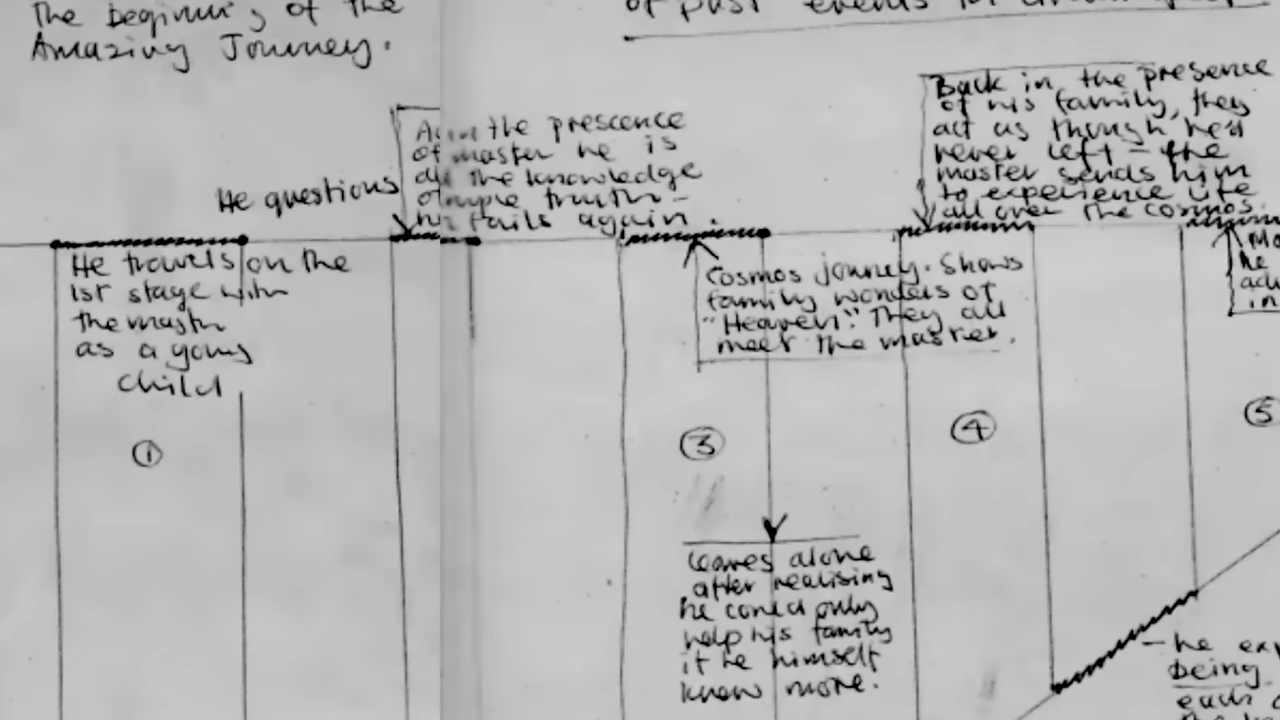 The beginning of the
Amazing Journey.
of past events
He questions
the prescence
of master he is
all the knowledge
truth -
fails again.
Back in the presence
of his family, they
act as though he's
never left - the
master sends him
to experience life
all over the cosmos.
He travels on the
1st stage with
the master
as a young
child
Cosmos journey. Shows
family wonders of
"Heaven". They all
meet the master.
he
in
1
3
4
5
Leaves alone
after realising
he could only
help his family
if he himself
knew more.
- he
being
each